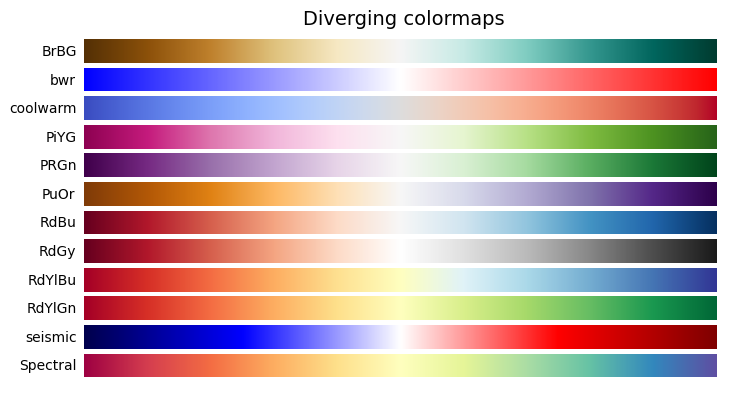 Diverging colormaps
BrBG
bwr
coolwarm
PiYG
PRGn
PuOr
RdBu
RdGy
RdYlBu
RdYlGn
seismic
Spectral